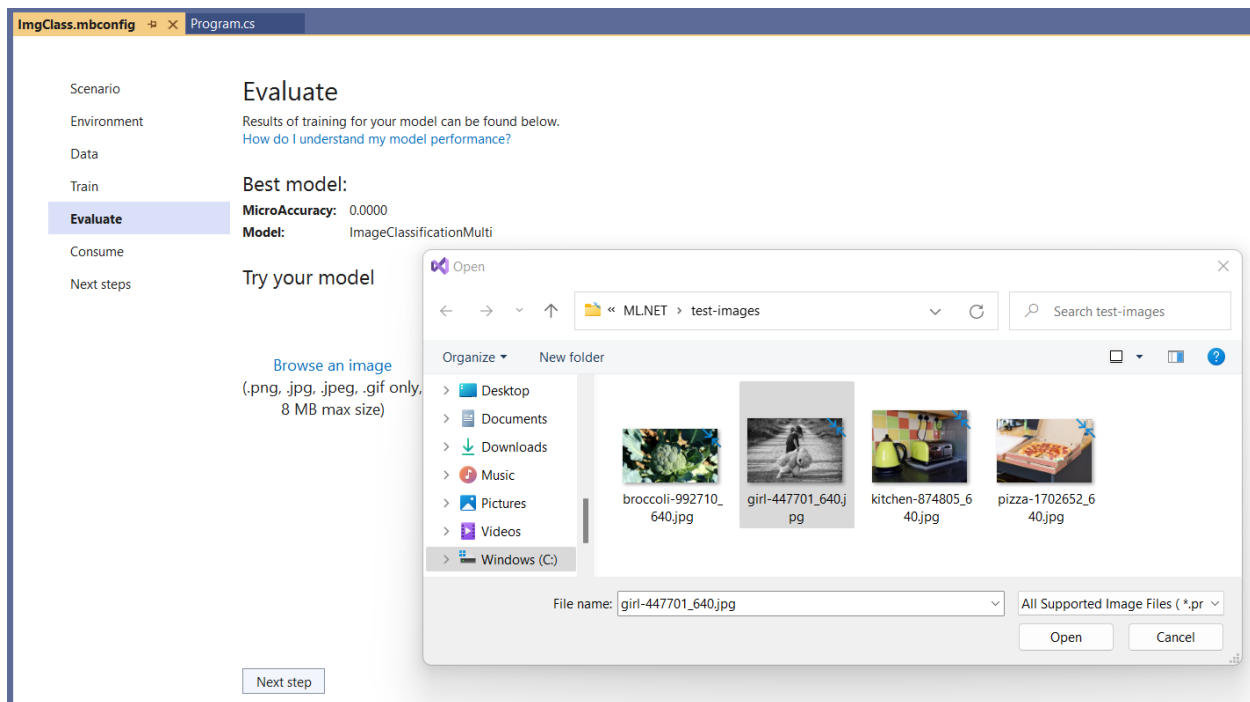 ImgClass.mbconfig
Program.cs
Scenario
Environment
Data
Train
Evaluate
Consume
Next steps
Evaluate
Results of training for your model can be found below.
How do I understand my model performance?
Best model:
MicroAccuracy: 0.0000
Model: ImageClassificationMulti
Try your model
Browse an image
(.png, .jpg, .jpeg, .gif only,
8 MB max size)
Next step
Open
« ML.NET > test-images
Search test-images
Organize
New folder
?
Desktop
Documents
Downloads
Music
Pictures
Videos
Windows (C:)
broccoli-992710_
640.jpg
girl-447701_640.j
pg
kitchen-874805_6
40.jpg
pizza-1702652_6
40.jpg
File name: girl-447701_640.jpg
All Supported Image Files ( *.pr
Open
Cancel